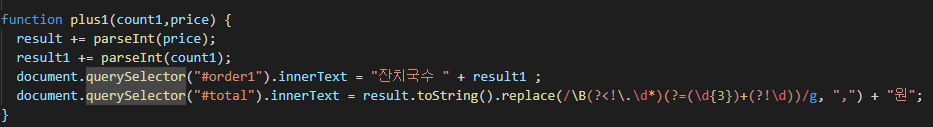 function plus1(count1,price) {
  result += parseInt(price);
  result1 += parseInt(count1);
  document.querySelector("#order1").innerText = "잔치국수 " + result1 ;
  document.querySelector("#total").innerText = result.toString().replace(/\B(?<!\.\d*)(?=(\d{3})+(?!\d))/g, ",") + "원";
}